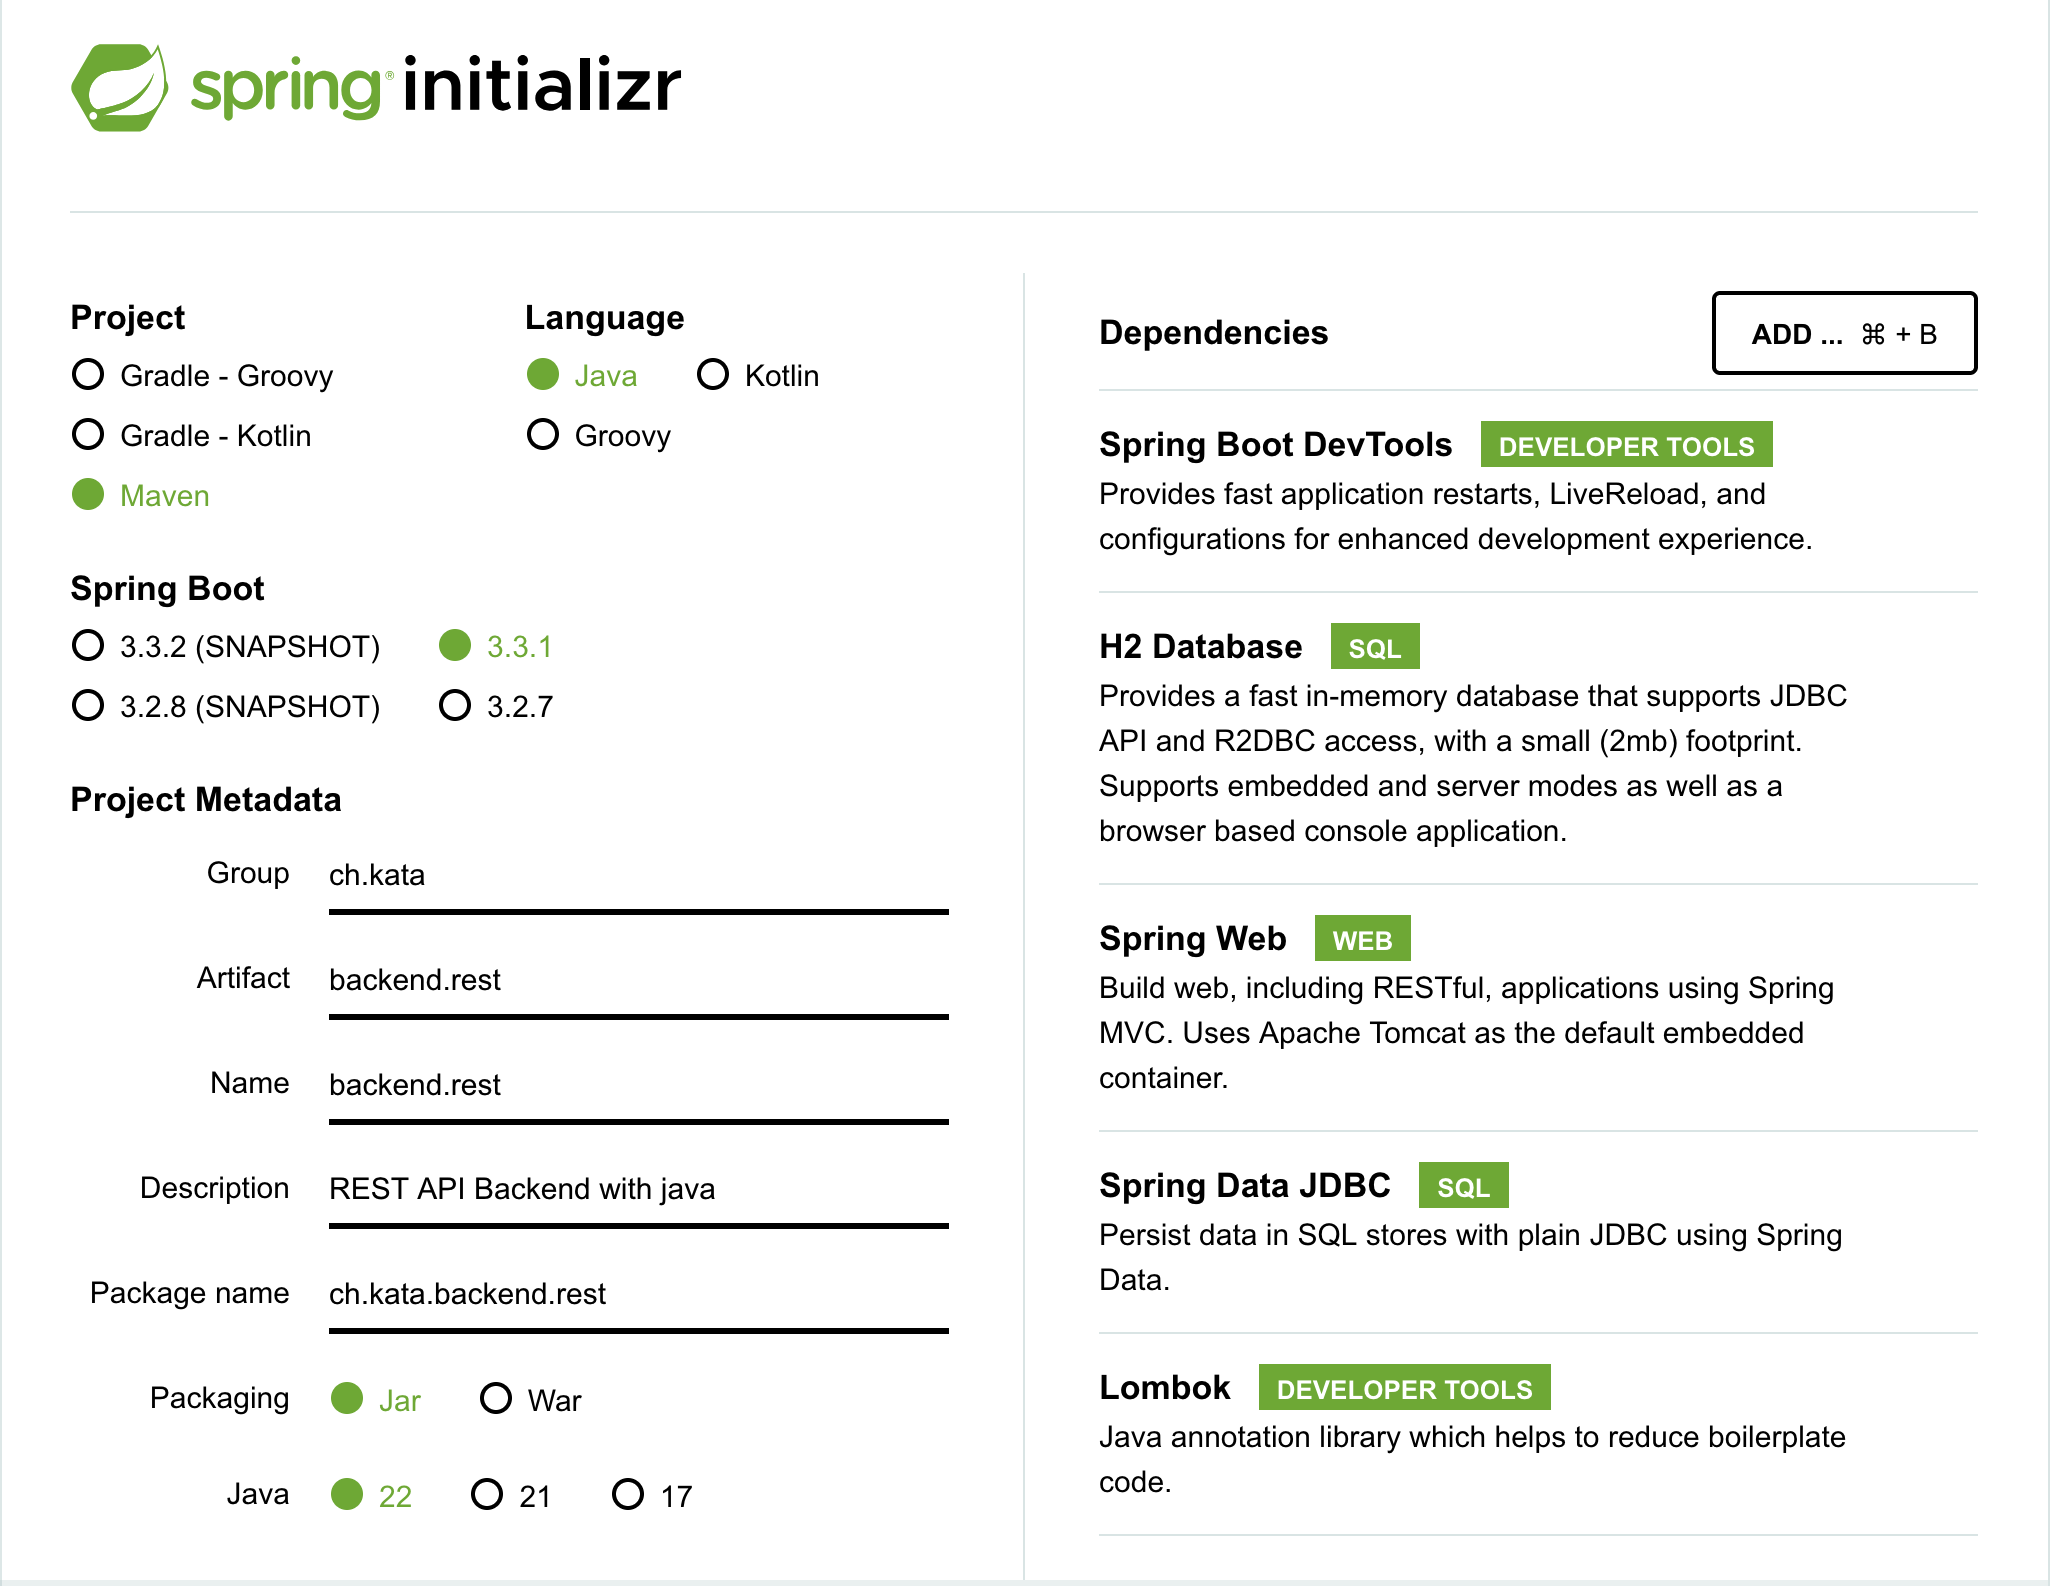 spring® initializr
Project
Gradle - Groovy
Gradle - Kotlin
Maven
Language
Java Kotlin
Groovy
Spring Boot
3.3.2 (SNAPSHOT) 3.3.1
3.2.8 (SNAPSHOT) 3.2.7
Project Metadata
Group ch.kata
Artifact backend.rest
Name backend.rest
Description REST API Backend with java
Package name ch.kata.backend.rest
Packaging Jar War
Java 22 21 17
Dependencies ADD ... ⌘ + B
Spring Boot DevTools DEVELOPER TOOLS
Provides fast application restarts, LiveReload, and
configurations for enhanced development experience.
H2 Database SQL
Provides a fast in-memory database that supports JDBC
API and R2DBC access, with a small (2mb) footprint.
Supports embedded and server modes as well as a
browser based console application.
Spring Web WEB
Build web, including RESTful, applications using Spring
MVC. Uses Apache Tomcat as the default embedded
container.
Spring Data JDBC SQL
Persist data in SQL stores with plain JDBC using Spring
Data.
Lombok DEVELOPER TOOLS
Java annotation library which helps to reduce boilerplate
code.